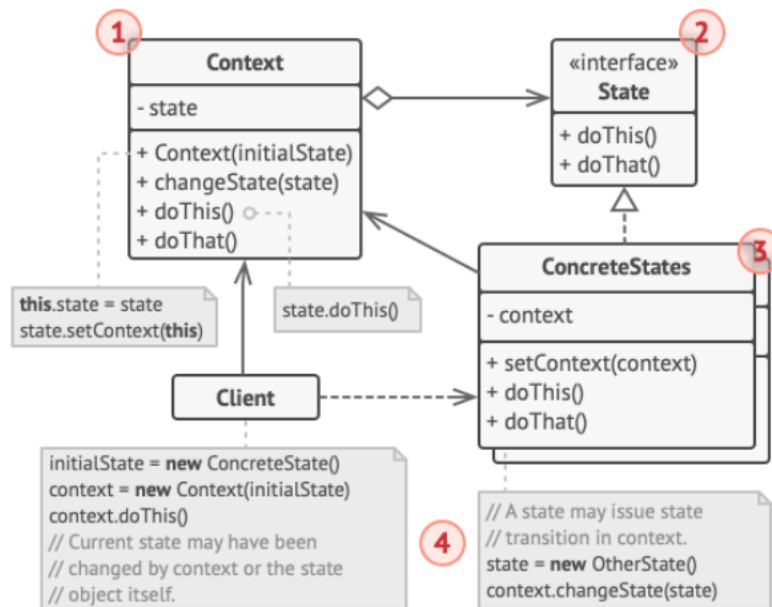 1
Context
- state
+ Context(initialState)
+ changeState(state)
+ doThis()
+ doThat()
this.state = state
state.setContext(this)
state.doThis()
2
«interface»
State
+ doThis()
+ doThat()
3
ConcreteStates
- context
+ setContext(context)
+ doThis()
+ doThat()
Client
initialState = new ConcreteState()
context = new Context(initialState)
context.doThis()
// Current state may have been
// changed by context or the state
// object itself.
4
// A state may issue state
// transition in context.
state = new OtherState()
context.changeState(state)